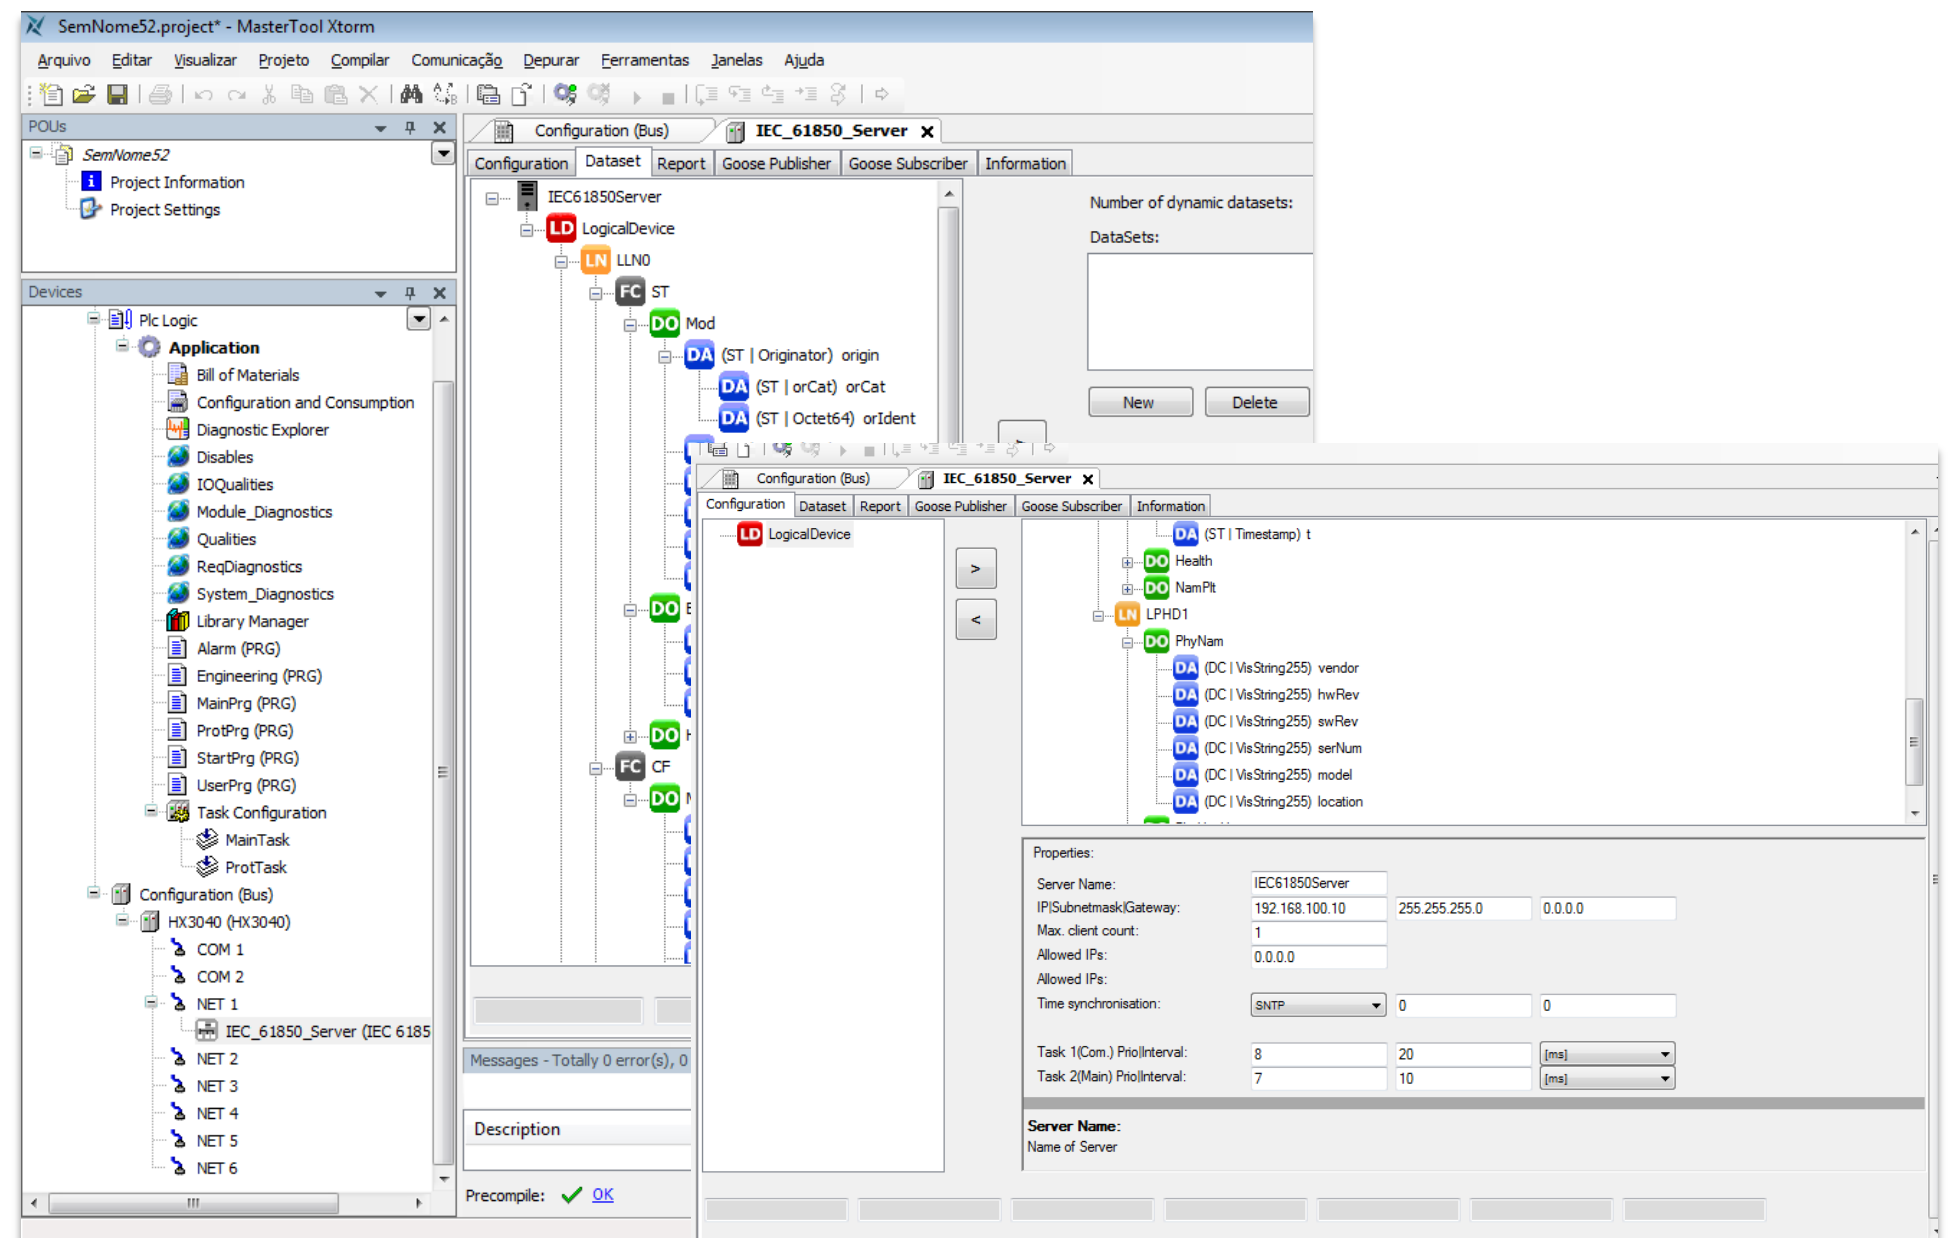 SemNome52.project* - MasterTool Xtorm
Arquivo Editar Visualizar Projeto Compilar Comunicação Depurar Ferramentas Janelas Ajuda
POUs
SemNome52
Project Information
Project Settings
Devices
Plc Logic
Application
Bill of Materials
Configuration and Consumption
Diagnostic Explorer
Disables
IOQualities
Module_Diagnostics
Qualities
ReqDiagnostics
System_Diagnostics
Library Manager
Alarm (PRG)
Engineering (PRG)
MainPrg (PRG)
ProtPrg (PRG)
StartPrg (PRG)
UserPrg (PRG)
Task Configuration
MainTask
ProtTask
Configuration (Bus)
HX3040 (HX3040)
COM 1
COM 2
NET 1
IEC_61850_Server (IEC 6185
NET 2
NET 3
NET 4
NET 5
NET 6
Configuration (Bus) IEC_61850_Server
Configuration Dataset Report Goose Publisher Goose Subscriber Information
IEC61850Server
LD LogicalDevice
LN LLN0
FC ST
DO Mod
DA (ST | Originator) origin
DA (ST | orCat) orCat
DA (ST | Octet64) orIdent
DO
DO
FC CF
DO
Number of dynamic datasets:
DataSets:
New Delete
Messages - Totally 0 error(s), 0
Description
Precompile: OK
Configuration (Bus) IEC_61850_Server
Configuration Dataset Report Goose Publisher Goose Subscriber Information
LD LogicalDevice
>
<
DA (ST | Timestamp) t
DO Health
DO NamPlt
LN LPHD1
DO PhyNam
DA (DC | VisString255) vendor
DA (DC | VisString255) hwRev
DA (DC | VisString255) swRev
DA (DC | VisString255) serNum
DA (DC | VisString255) model
DA (DC | VisString255) location
Properties:
Server Name: IEC61850Server
IP|Subnetmask|Gateway: 192.168.100.10 255.255.255.0 0.0.0.0
Max. client count: 1
Allowed IPs: 0.0.0.0
Allowed IPs:
Time synchronisation: SNTP 0 0
Task 1(Com.) Prio|Interval: 8 20 [ms]
Task 2(Main) Prio|Interval: 7 10 [ms]
Server Name:
Name of Server